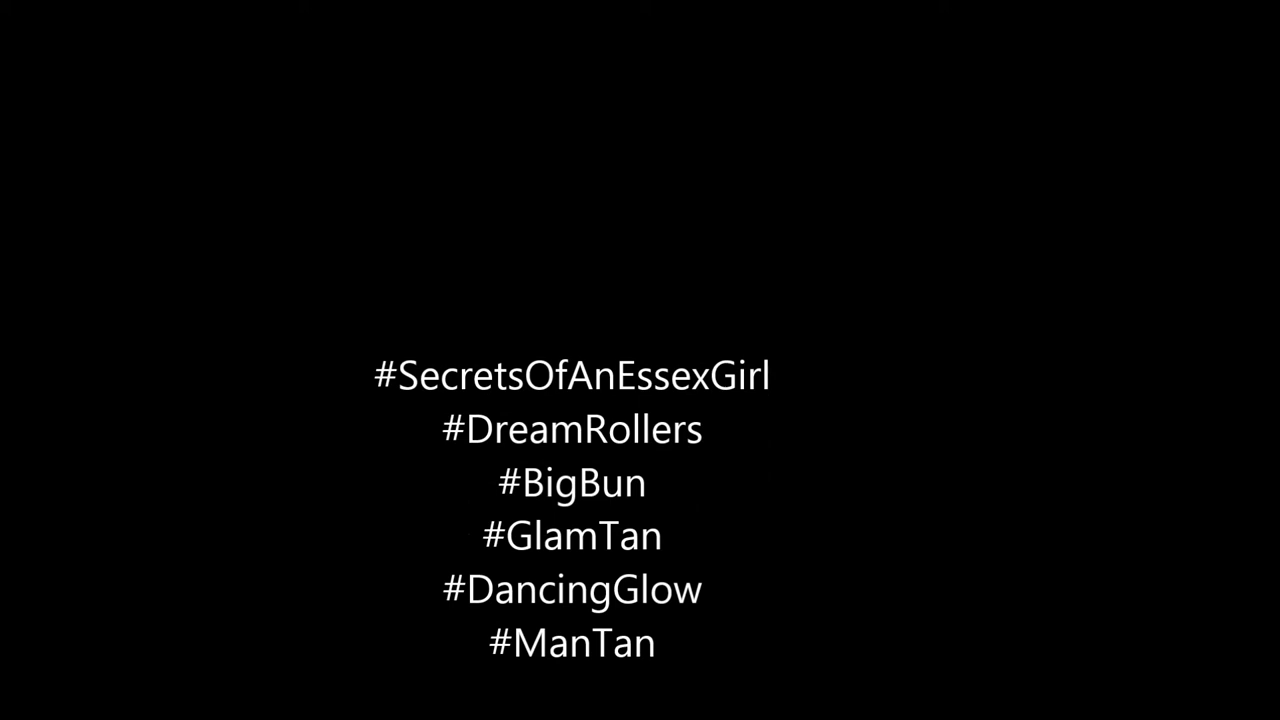 #SecretsOfAnEssexGirl
#DreamRollers
#BigBun
#GlamTan
#DancingGlow
#ManTan